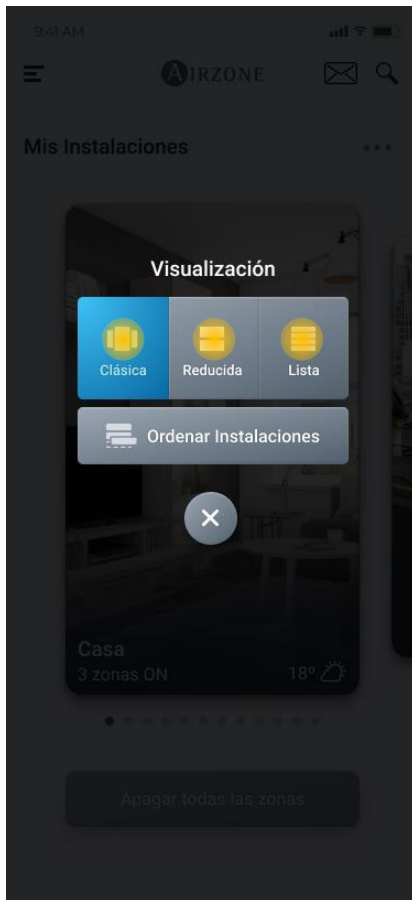 9:41 AM
AIRZONE
Mis Instalaciones
Visualización
Clásica
Reducida
Lista
Ordenar Instalaciones
Casa
3 zonas ON
18º
Apagar todas las zonas